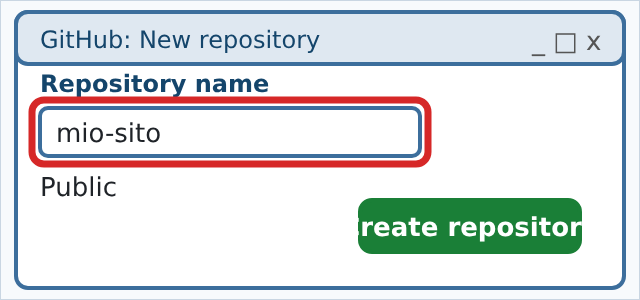 GitHub: New repository
_ □ x
Repository name
mio-sito
Public
reate repositor